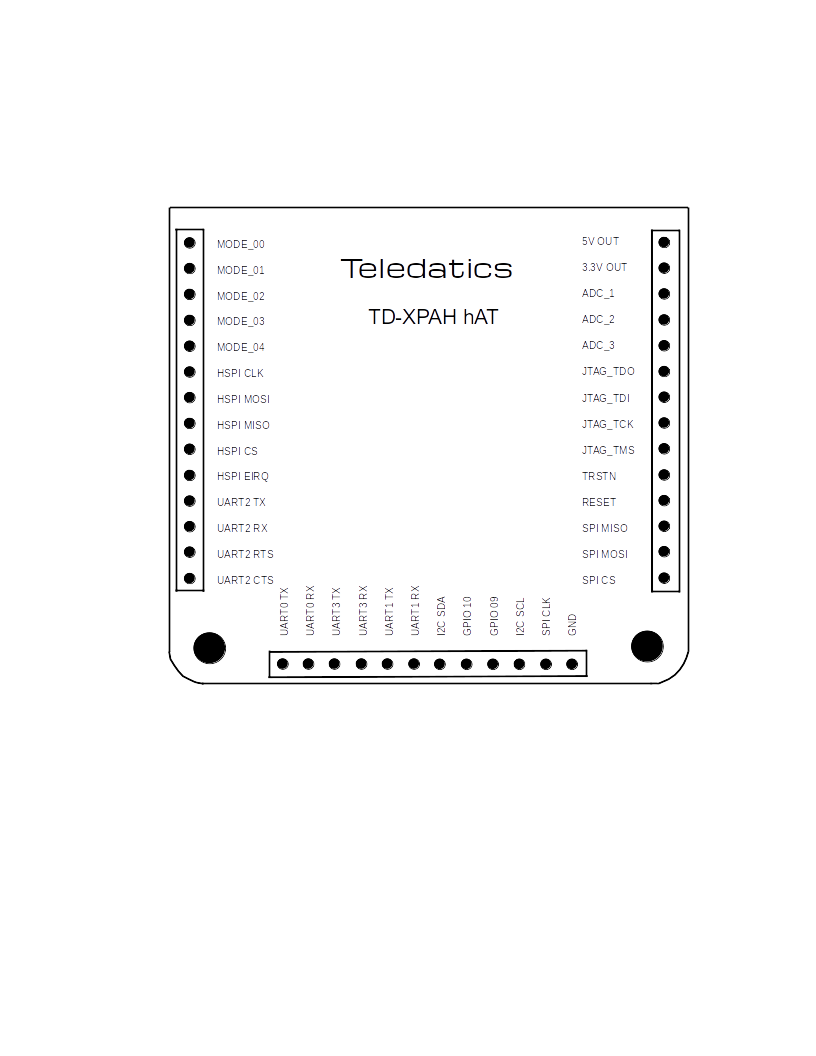 Teledatics
TD-XPAH hAT
MODE_00
MODE_01
MODE_02
MODE_03
MODE_04
HSPI CLK
HSPI MOSI
HSPI MISO
HSPI CS
HSPI EIRQ
UART2 TX
UART2 RX
UART2 RTS
UART2 CTS
5V OUT
3.3V OUT
ADC_1
ADC_2
ADC_3
JTAG_TDO
JTAG_TDI
JTAG_TCK
JTAG_TMS
TRSTN
RESET
SPI MISO
SPI MOSI
SPI CS
UART0 TX
UART0 RX
UART3 TX
UART3 RX
UART1 TX
UART1 RX
I2C SDA
GPIO 10
GPIO 09
I2C SCL
SPI CLK
GND